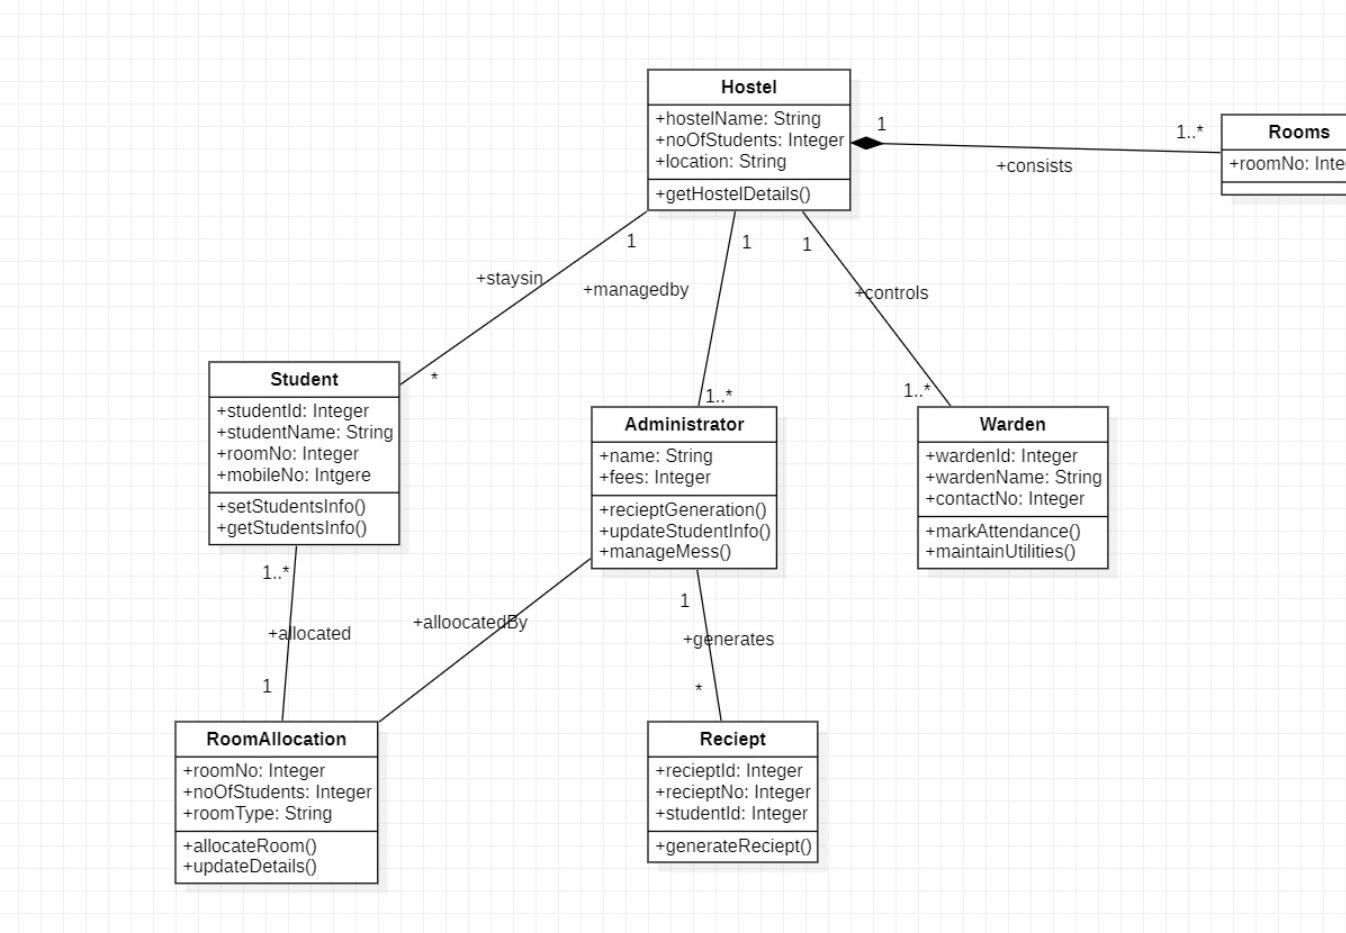 Hostel
+hostelName: String
+noOfStudents: Integer
+location: String
+getHostelDetails()
1
1..*
+consists
Rooms
+roomNo: Inte
1
1
1
+staysin
+managedby
+controls
*
1..*
1..*
Student
+studentId: Integer
+studentName: String
+roomNo: Integer
+mobileNo: Intgere
+setStudentsInfo()
+getStudentsInfo()
Administrator
+name: String
+fees: Integer
+recieptGeneration()
+updateStudentInfo()
+manageMess()
Warden
+wardenId: Integer
+wardenName: String
+contactNo: Integer
+markAttendance()
+maintainUtilities()
1..*
+allocated
1
+alloocatedBy
1
+generates
*
RoomAllocation
+roomNo: Integer
+noOfStudents: Integer
+roomType: String
+allocateRoom()
+updateDetails()
Reciept
+recieptId: Integer
+recieptNo: Integer
+studentId: Integer
+generateReciept()